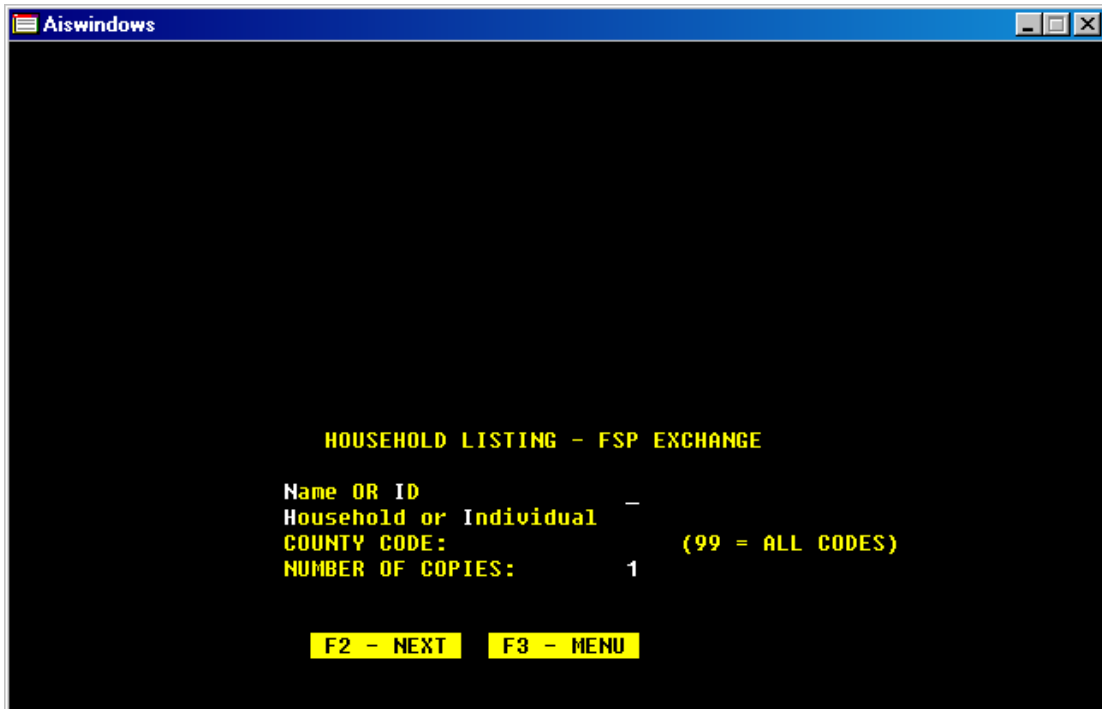 Aiswindows
HOUSEHOLD LISTING - FSP EXCHANGE
Name OR ID _
Household or Individual
COUNTY CODE: (99 = ALL CODES)
NUMBER OF COPIES: 1
F2 - NEXT F3 - MENU